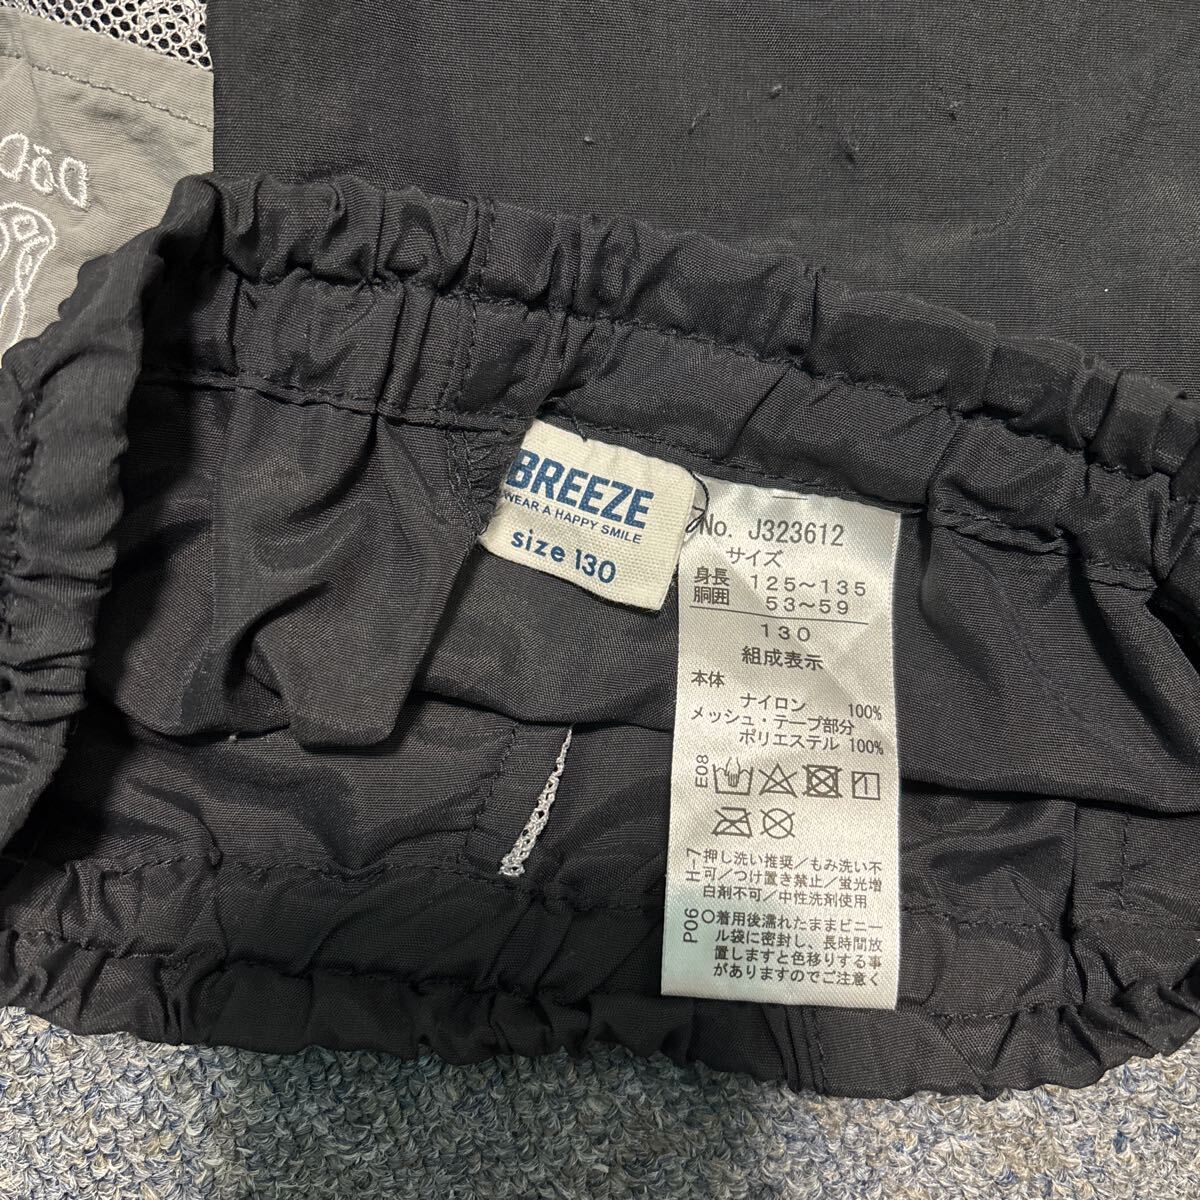 BREEZE
WEAR A HAPPY SMILE
size 130
No. J323612
サイズ
身長 125~135
胴囲 53~59
130
組成表示
本体
ナイロン 100%
メッシュ・テープ部分
ポリエステル 100%
E08
エ-7
押し洗い推奨/もみ洗い不
可/つけ置き禁止/蛍光増
白剤不可/中性洗剤使用
P06
○着用後濡れたままビニー
ル袋に密封し、長時間放
置しますと色移りする事
がありますのでご注意く